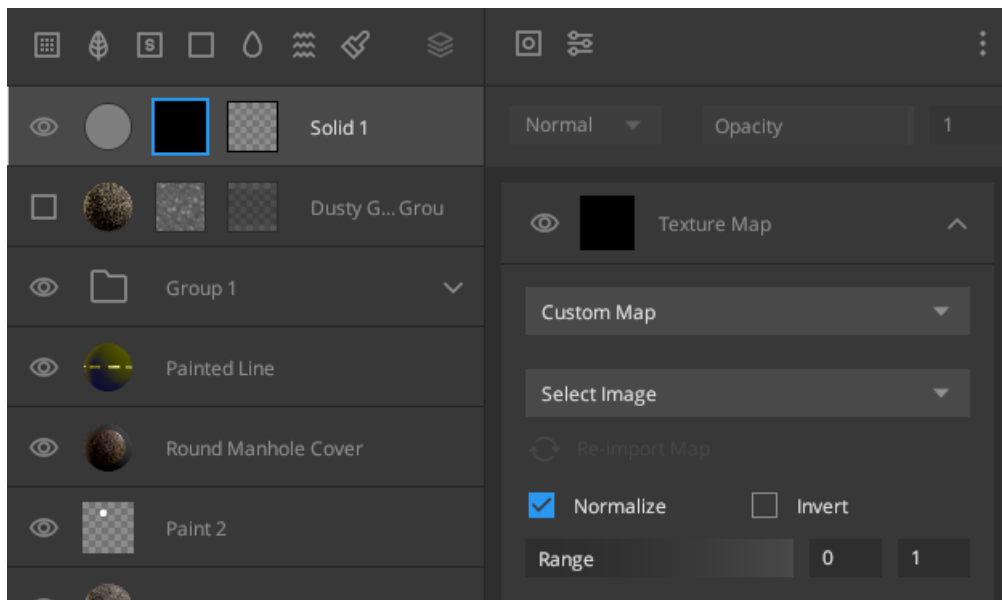 S
Solid 1
Dusty G... Grou
Group 1
Painted Line
Round Manhole Cover
Paint 2
Normal
Opacity
1
Texture Map
Custom Map
Select Image
Re-import Map
Normalize
Invert
Range
0
1